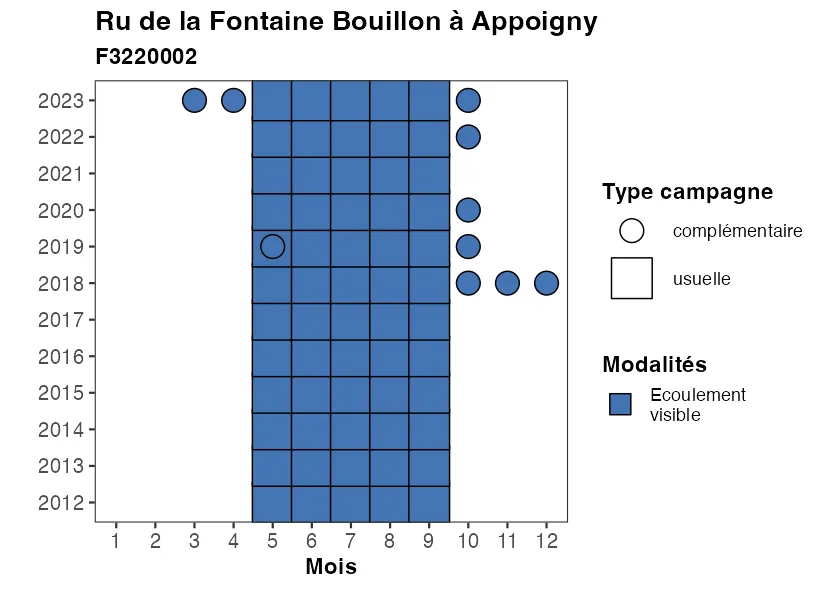 Ru de la Fontaine Bouillon à Appoigny
F3220002
2023
2022
2021
2020
2019
2018
2017
2016
2015
2014
2013
2012
1 2 3 4 5 6 7 8 9 10 11 12
Mois
Type campagne
complémentaire
usuelle
Modalités
Ecoulement
visible